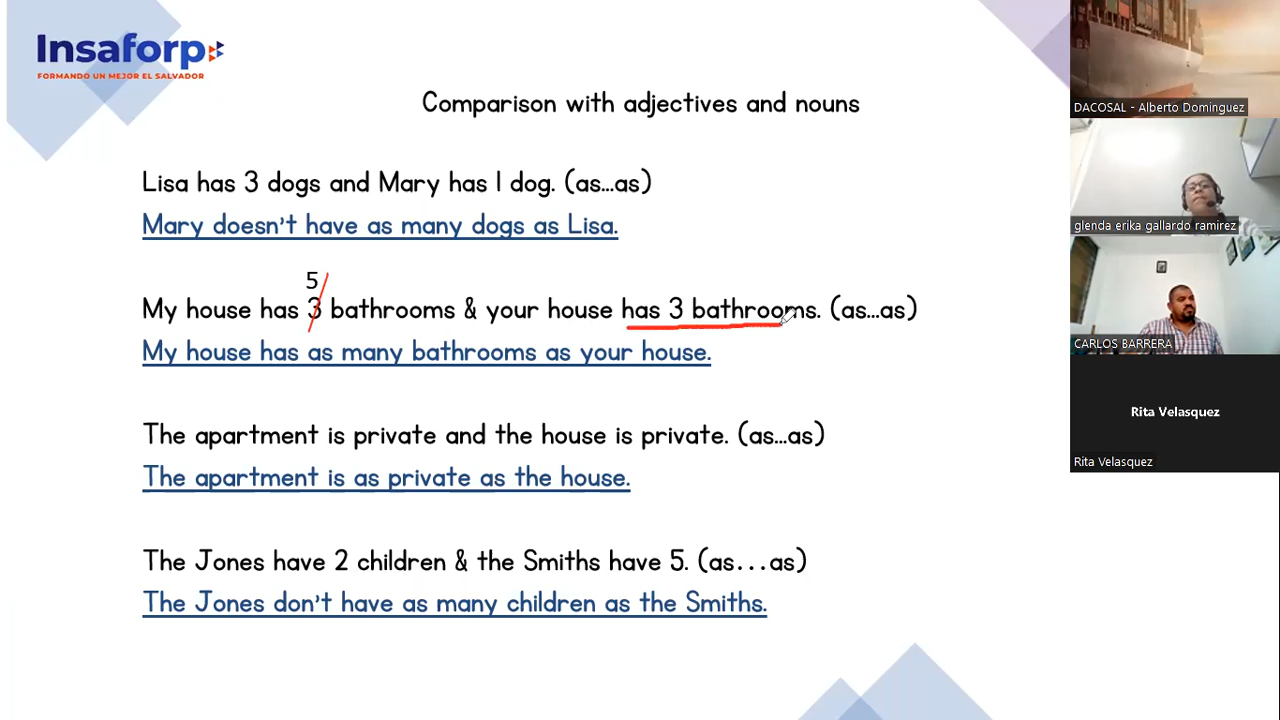 Insaforp
FORMANDO UN MEJOR EL SALVADOR
Comparison with adjectives and nouns
Lisa has 3 dogs and Mary has 1 dog. (as...as)
Mary doesn't have as many dogs as Lisa.
5
My house has 3 bathrooms & your house has 3 bathrooms. (as...as)
My house has as many bathrooms as your house.
The apartment is private and the house is private. (as...as)
The apartment is as private as the house.
The Jones have 2 children & the Smiths have 5. (as...as)
The Jones don't have as many children as the Smiths.
DACOSAL - Alberto Domínguez
glenda erika gallardo ramirez
CARLOS BARRERA
Rita Velasquez
Rita Velasquez